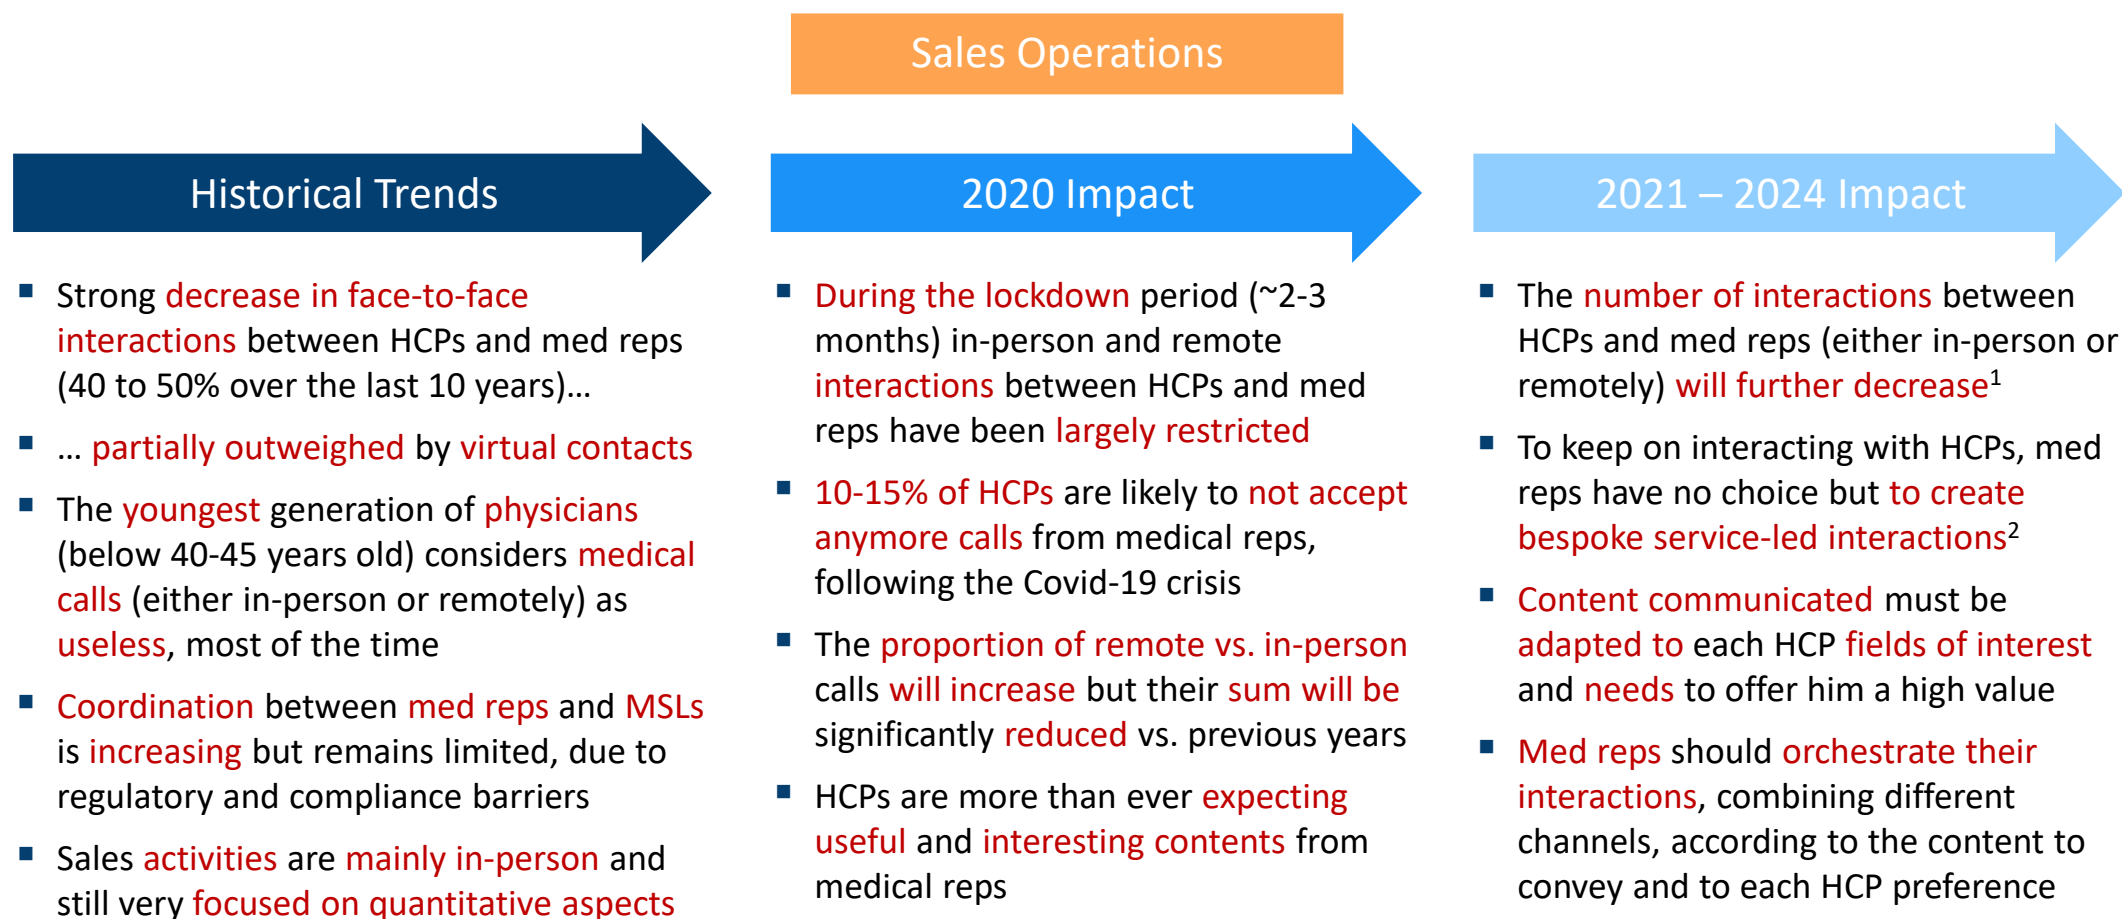 Sales Operations
Historical Trends
▪ Strong decrease in face-to-face
interactions between HCPs and med reps
(40 to 50% over the last 10 years)…
▪ … partially outweighed by virtual contacts
▪ The youngest generation of physicians
(below 40-45 years old) considers medical
calls (either in-person or remotely) as
useless, most of the time
▪ Coordination between med reps and MSLs
is increasing but remains limited, due to
regulatory and compliance barriers
▪ Sales activities are mainly in-person and
still very focused on quantitative aspects
2020 Impact
▪ During the lockdown period (~2-3
months) in-person and remote
interactions between HCPs and med
reps have been largely restricted
▪ 10-15% of HCPs are likely to not accept
anymore calls from medical reps,
following the Covid-19 crisis
▪ The proportion of remote vs. in-person
calls will increase but their sum will be
significantly reduced vs. previous years
▪ HCPs are more than ever expecting
useful and interesting contents from
medical reps
2021 – 2024 Impact
▪ The number of interactions between
HCPs and med reps (either in-person or
remotely) will further decrease¹
▪ To keep on interacting with HCPs, med
reps have no choice but to create
bespoke service-led interactions²
▪ Content communicated must be
adapted to each HCP fields of interest
and needs to offer him a high value
▪ Med reps should orchestrate their
interactions, combining different
channels, according to the content to
convey and to each HCP preference